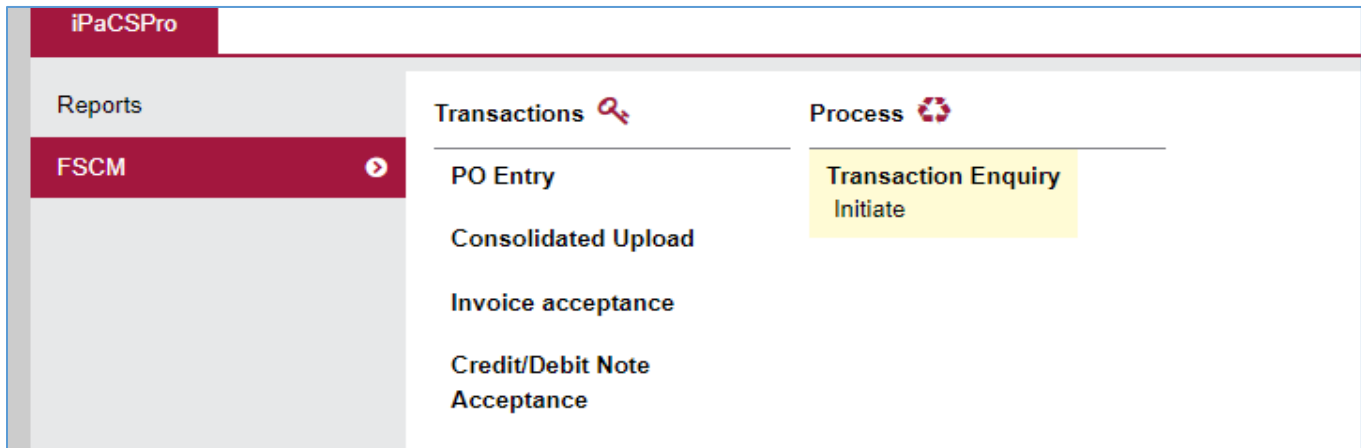 iPaCSPro
Reports
FSCM
Transactions
PO Entry
Consolidated Upload
Invoice acceptance
Credit/Debit Note
Acceptance
Process
Transaction Enquiry
Initiate